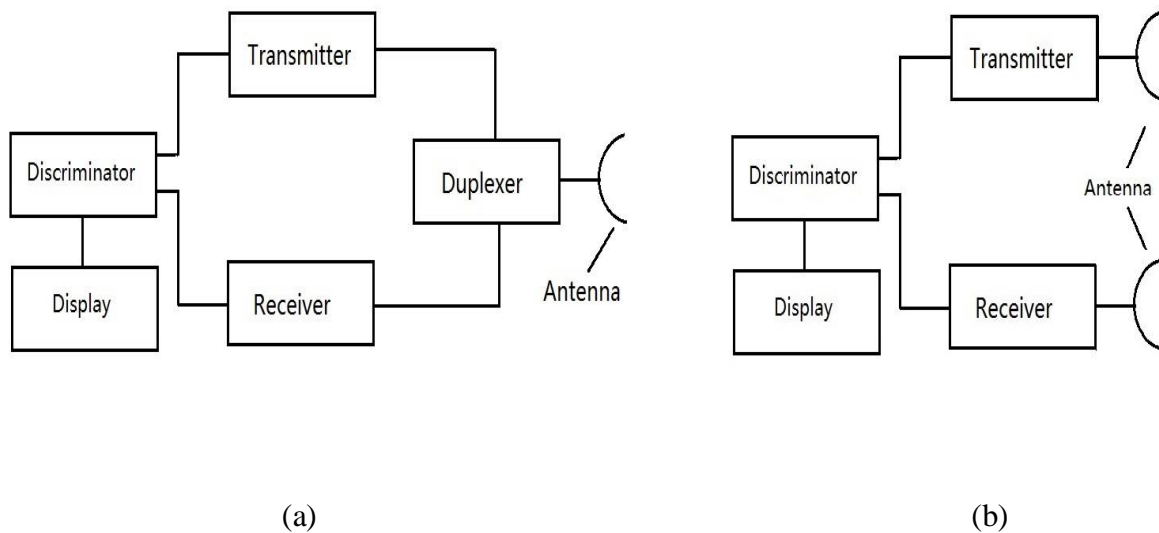 Transmitter
Discriminator
Duplexer
Display
Receiver
Antenna
(a)
Transmitter
Discriminator
Antenna
Display
Receiver
(b)